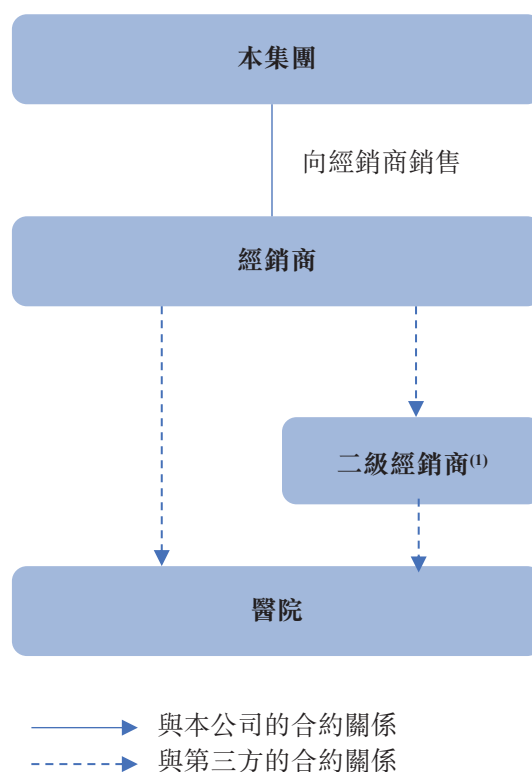 本集團
向經銷商銷售
經銷商
二級經銷商(1)
醫院
與本公司的合約關係
與第三方的合約關係